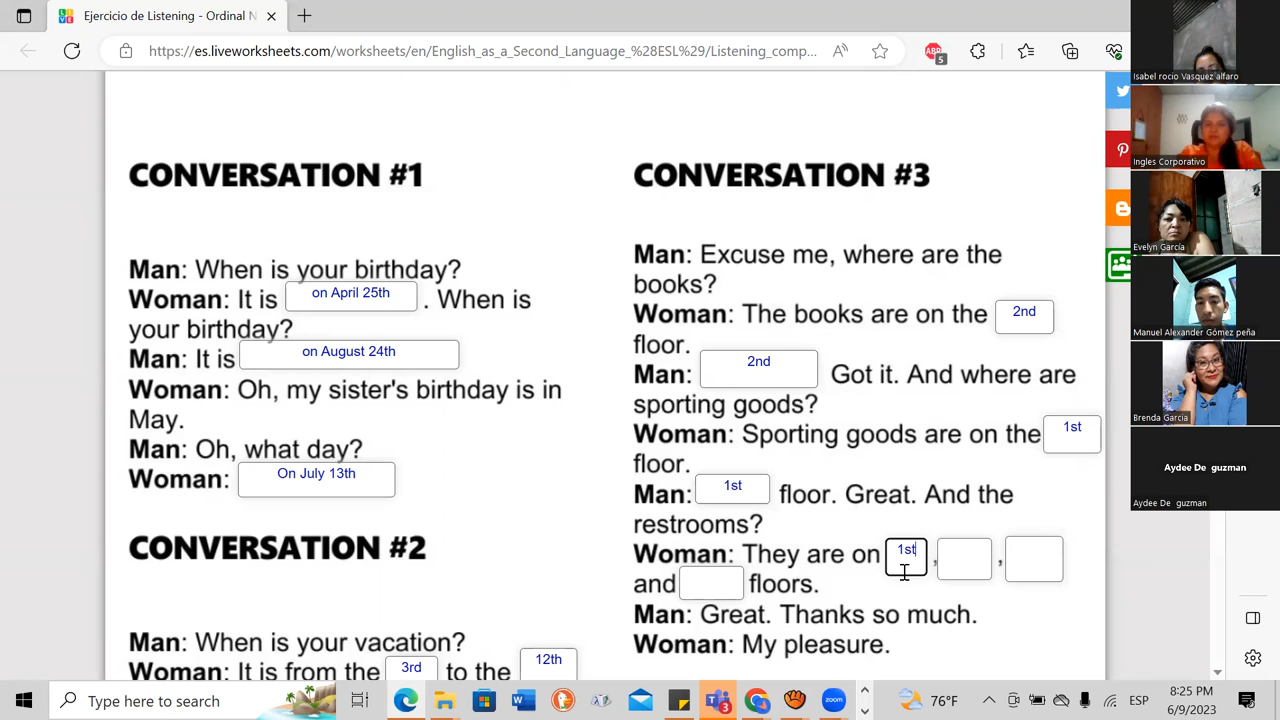 Ejercicio de Listening - Ordinal N
https://es.liveworksheets.com/worksheets/en/English_as_a_Second_Language_%28ESL%29/Listening_comp...
CONVERSATION #1
Man: When is your birthday?
Woman: It is on April 25th . When is
your birthday?
Man: It is on August 24th
Woman: Oh, my sister's birthday is in
May.
Man: Oh, what day?
Woman: On July 13th
CONVERSATION #2
Man: When is your vacation?
Woman: It is from the 3rd to the 12th
CONVERSATION #3
Man: Excuse me, where are the
books?
Woman: The books are on the 2nd
floor.
Man: 2nd Got it. And where are
sporting goods?
Woman: Sporting goods are on the 1st
floor.
Man: 1st floor. Great. And the
restrooms?
Woman: They are on 1st , ,
and floors.
Man: Great. Thanks so much.
Woman: My pleasure.
Isabel rocio Vasquez alfaro
Ingles Corporativo
Evelyn García
Manuel Alexander Gómez peña
Brenda Garcia
Aydee De guzman
Aydee De guzman
Type here to search
76°F
ESP
8:25 PM
6/9/2023